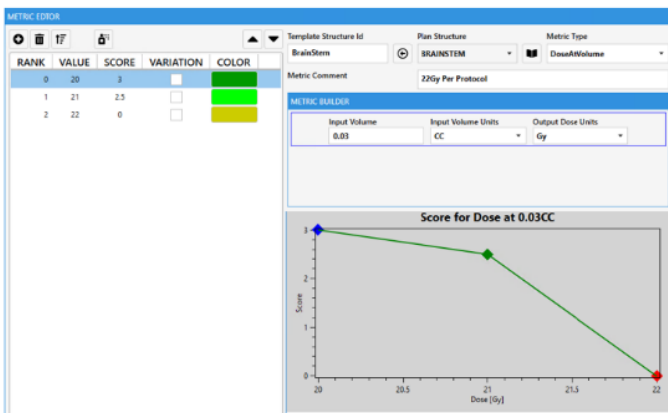 METRIC EDITOR
RANK VALUE SCORE VARIATION COLOR
0 20 3
1 21 2.5
2 22 0
Template Structure Id Plan Structure Metric Type
BrainStem BRAINSTEM DoseAtVolume
Metric Comment 22Gy Per Protocol
METRIC BUILDER
Input Volume Input Volume Units Output Dose Units
0.03 CC Gy
Score for Dose at 0.03CC
3
2
1
0
Score
20 20.5 21 21.5 22
Dose [Gy]